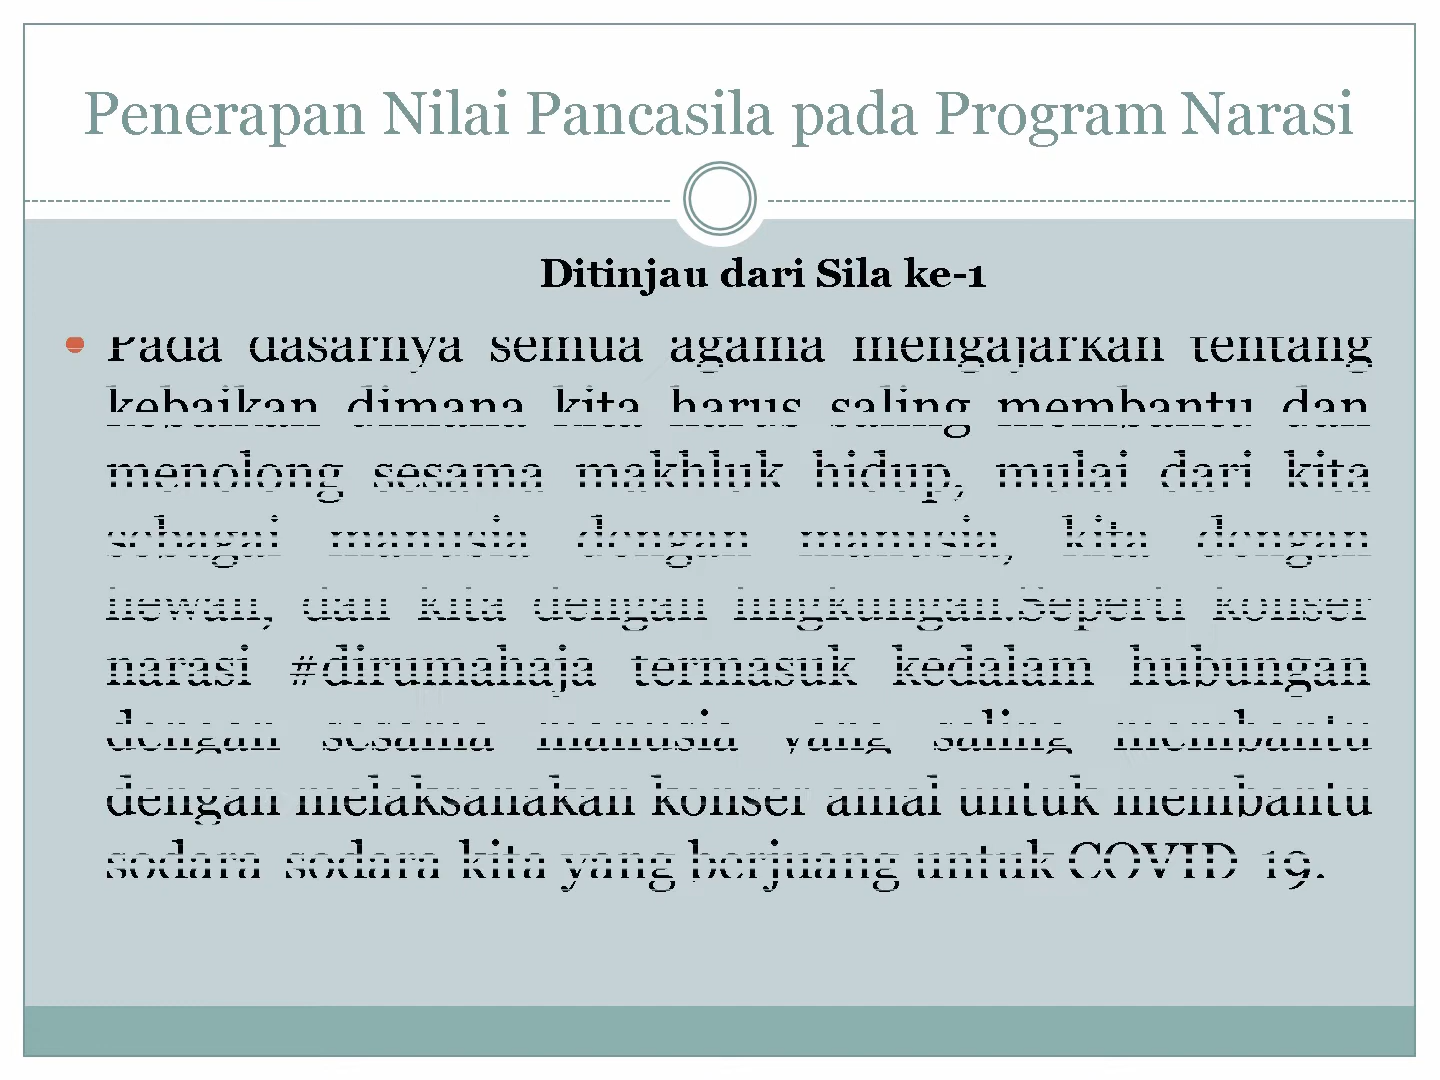 Penerapan Nilai Pancasila pada Program Narasi
Ditinjau dari Sila ke-1
• Pada dasarnya semua agama mengajarkan tentang
kebaikan dimana kita harus saling membantu dan
menolong sesama makhluk hidup, mulai dari kita
sebagai manusia dengan manusia, kita dengan
hewan, dan kita dengan lingkungan.Seperti konser
narasi #dirumahaja termasuk kedalam hubungan
dengan sesama manusia yang saling membantu
dengan melaksanakan konser amal untuk membantu
sodara-sodara kita yang berjuang untuk COVID-19.